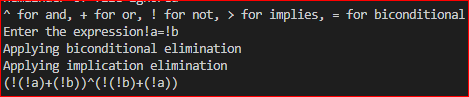 ^ for and, + for or, ! for not, > for implies, = for biconditional
Enter the expression!a=!b
Applying biconditional elimination
Applying implication elimination
(!(!a)+(!b))^(!(!b)+(!a))